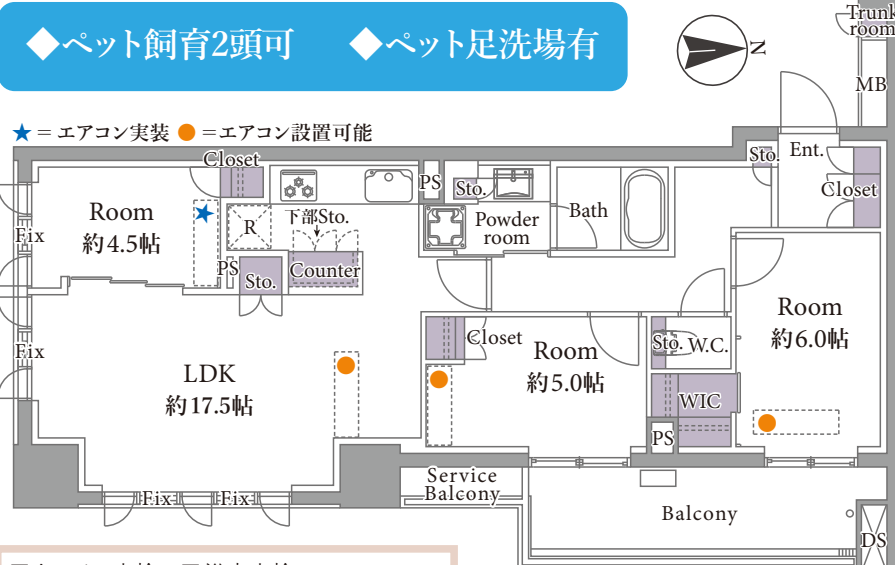 ◆ペット飼育2頭可 ◆ペット足洗場有
Trunk
room
N
MB
★＝エアコン実装 ●＝エアコン設置可能
Closet
PS
Sto.
Sto.
Ent.
Closet
Room
約4.5帖
Fix
R
下部Sto.
Powder
room
Bath
PS
Sto.
Counter
Fix
LDK
約17.5帖
Closet
Room
約5.0帖
Sto.
W.C.
Room
約6.0帖
WIC
PS
Fix
Fix
Service
Balcony
Balcony
DS